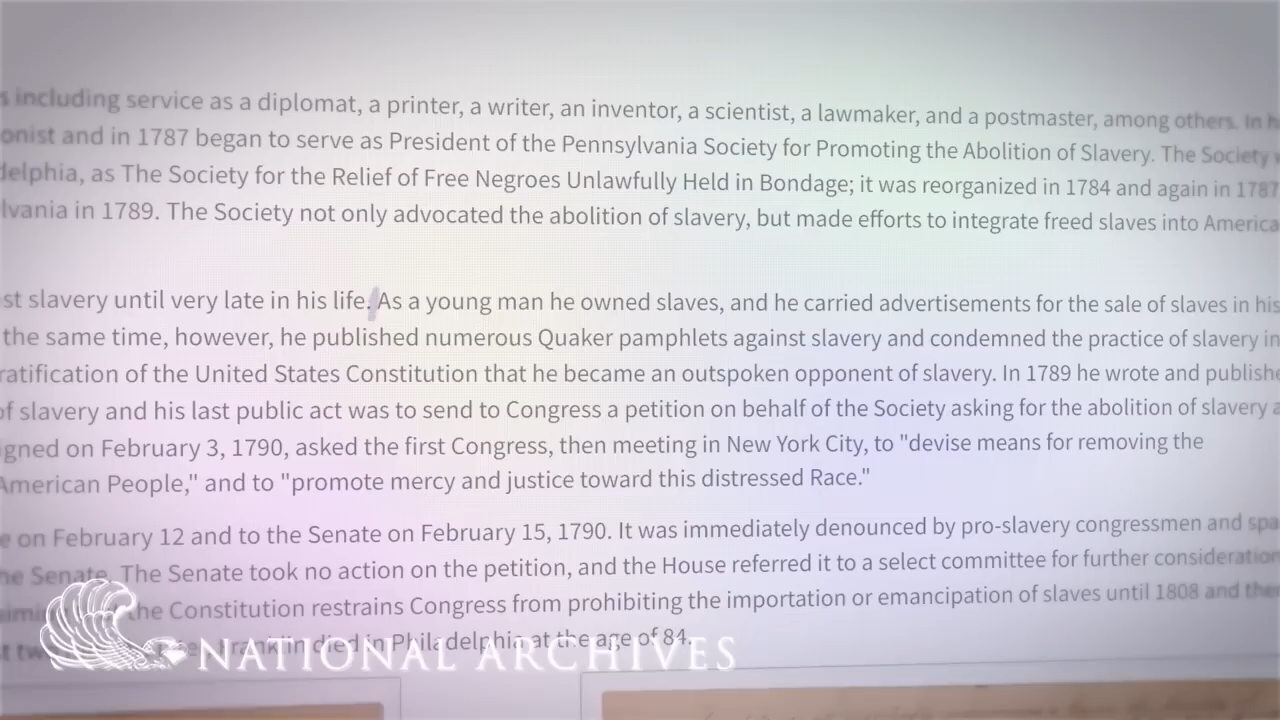 s including service as a diplomat, a printer, a writer, an inventor, a scientist, a lawmaker, and a postmaster, among others. In h
onist and in 1787 began to serve as President of the Pennsylvania Society for Promoting the Abolition of Slavery. The Society
delphia, as The Society for the Relief of Free Negroes Unlawfully Held in Bondage; it was reorganized in 1784 and again in 1787
lvania in 1789. The Society not only advocated the abolition of slavery, but made efforts to integrate freed slaves into America
st slavery until very late in his life. As a young man he owned slaves, and he carried advertisements for the sale of slaves in his
the same time, however, he published numerous Quaker pamphlets against slavery and condemned the practice of slavery in
ratification of the United States Constitution that he became an outspoken opponent of slavery. In 1789 he wrote and publishe
of slavery and his last public act was to send to Congress a petition on behalf of the Society asking for the abolition of slavery a
gned on February 3, 1790, asked the first Congress, then meeting in New York City, to "devise means for removing the
American People," and to "promote mercy and justice toward this distressed Race."
e on February 12 and to the Senate on February 15, 1790. It was immediately denounced by pro-slavery congressmen and spa
he Senate. The Senate took no action on the petition, and the House referred it to a select committee for further consideration
the Constitution restrains Congress from prohibiting the importation or emancipation of slaves until 1808 and then
Franklin died in Philadelphia at the age of 84.
NATIONAL ARCHIVES